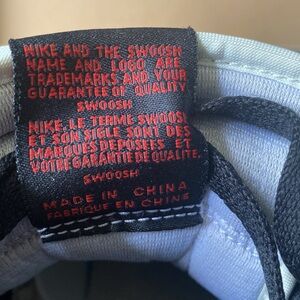 NIKE AND THE SWOOSH
NAME AND LOGO ARE
TRADEMARKS AND YOUR
GUARANTEE OF QUALITY
SWOOSH
NIKE, LE TERME SWOOSH
ET SON SIGLE SONT DES
MARQUES DEPOSEES ET
VOTRE GARANTIE DE QUALITE.
SWOOSH
MADE IN CHINA
FABRIQUE EN CHINE